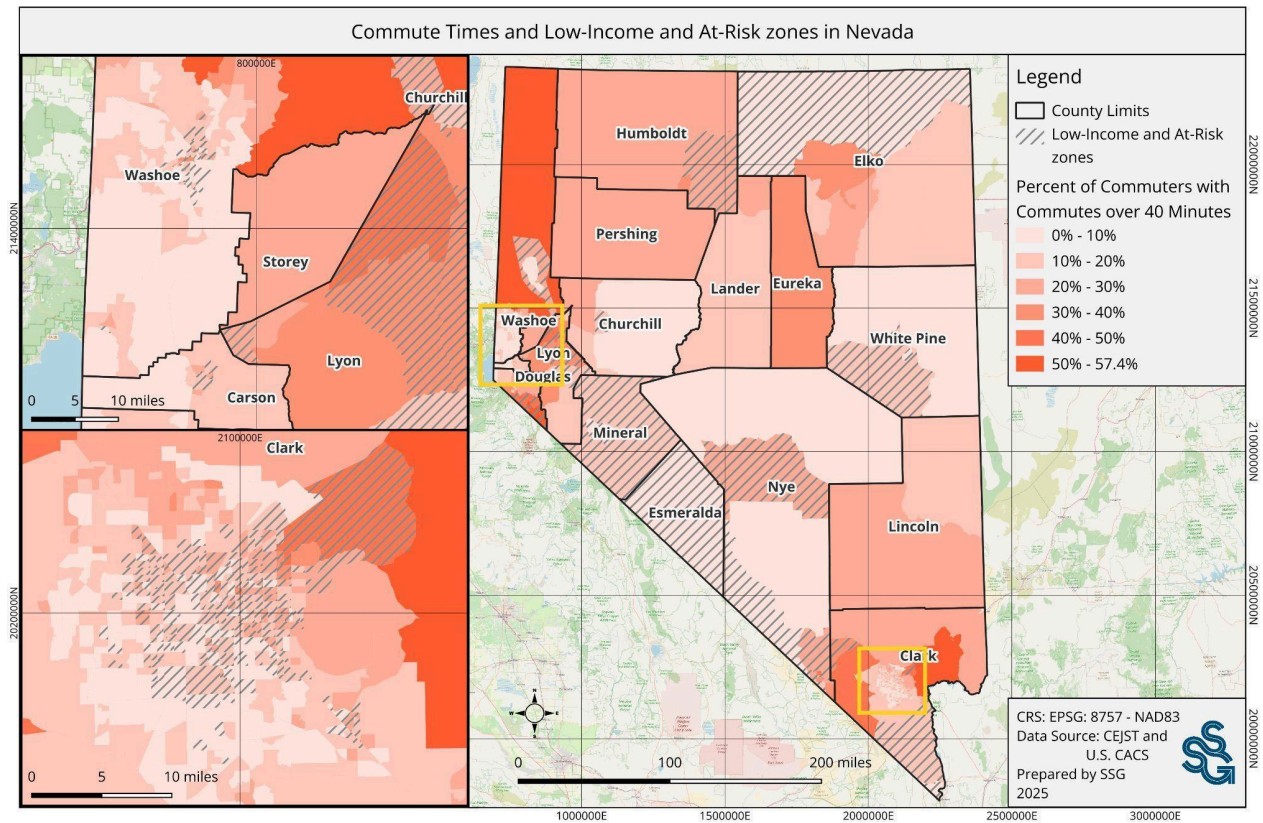 Commute Times and Low-Income and At-Risk zones in Nevada
800000E
Churchill
Washoe
Storey
Lyon
Carson
0 5 10 miles
2140000N
2100000E
Clark
0 5 10 miles
2020000N
Humboldt
Elko
Pershing
Lander
Eureka
Washoe
Churchill
White Pine
Lyon
Douglas
Mineral
Nye
Esmeralda
Lincoln
Clark
N
W E
S
0 100 200 miles
Legend
County Limits
Low-Income and At-Risk
zones
Percent of Commuters with
Commutes over 40 Minutes
0% - 10%
10% - 20%
20% - 30%
30% - 40%
40% - 50%
50% - 57.4%
2200000N
2150000N
2100000N
2050000N
2000000N
CRS: EPSG: 8757 - NAD83
Data Source: CEJST and
U.S. CACS
Prepared by SSG
2025
SSG
1000000E 1500000E 2000000E 2500000E 3000000E